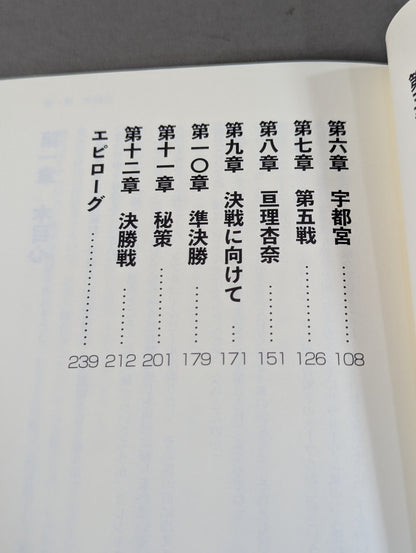 第六章　宇都宮 ………… 108
第七章　第五戦 ………… 126
第八章　亘理杏奈 ……… 151
第九章　決戦に向けて … 171
第一〇章　準決勝 ……… 179
第十一章　秘策 ………… 201
第十二章　決勝戦 ……… 212
エピローグ ……………… 239